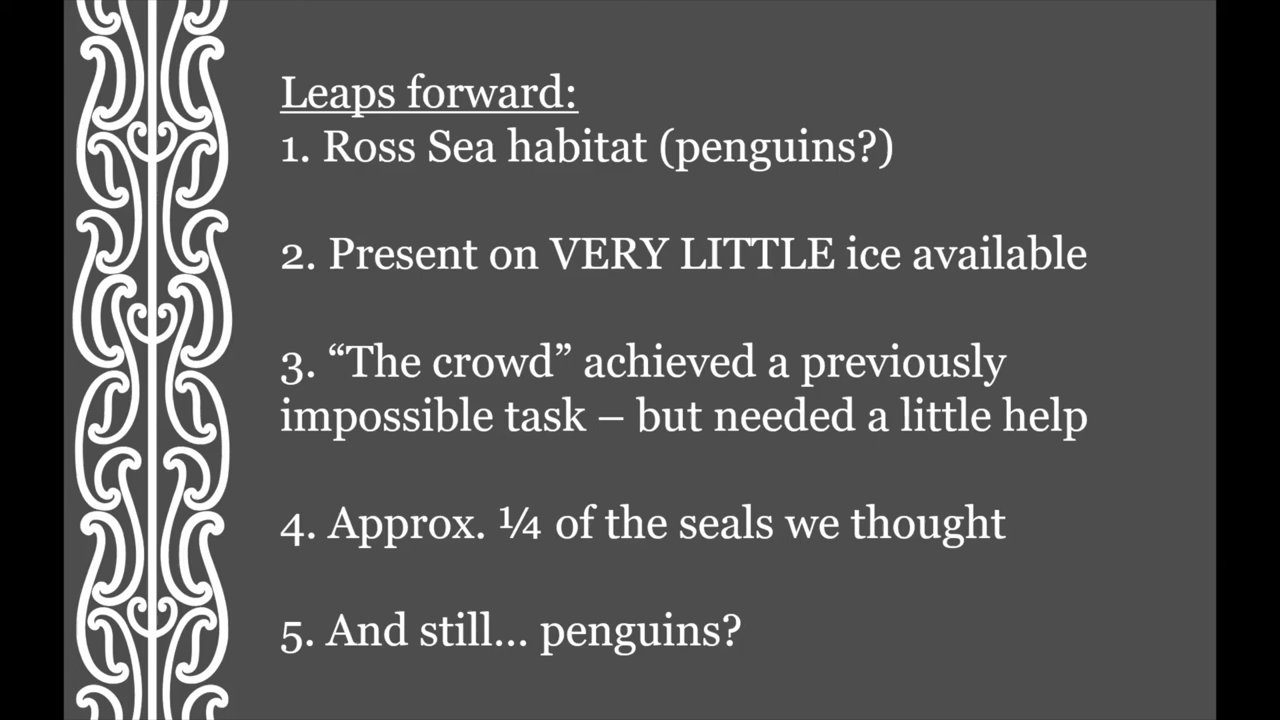 Leaps forward:
1. Ross Sea habitat (penguins?)
2. Present on VERY LITTLE ice available
3. “The crowd” achieved a previously
impossible task – but needed a little help
4. Approx. ¼ of the seals we thought
5. And still... penguins?